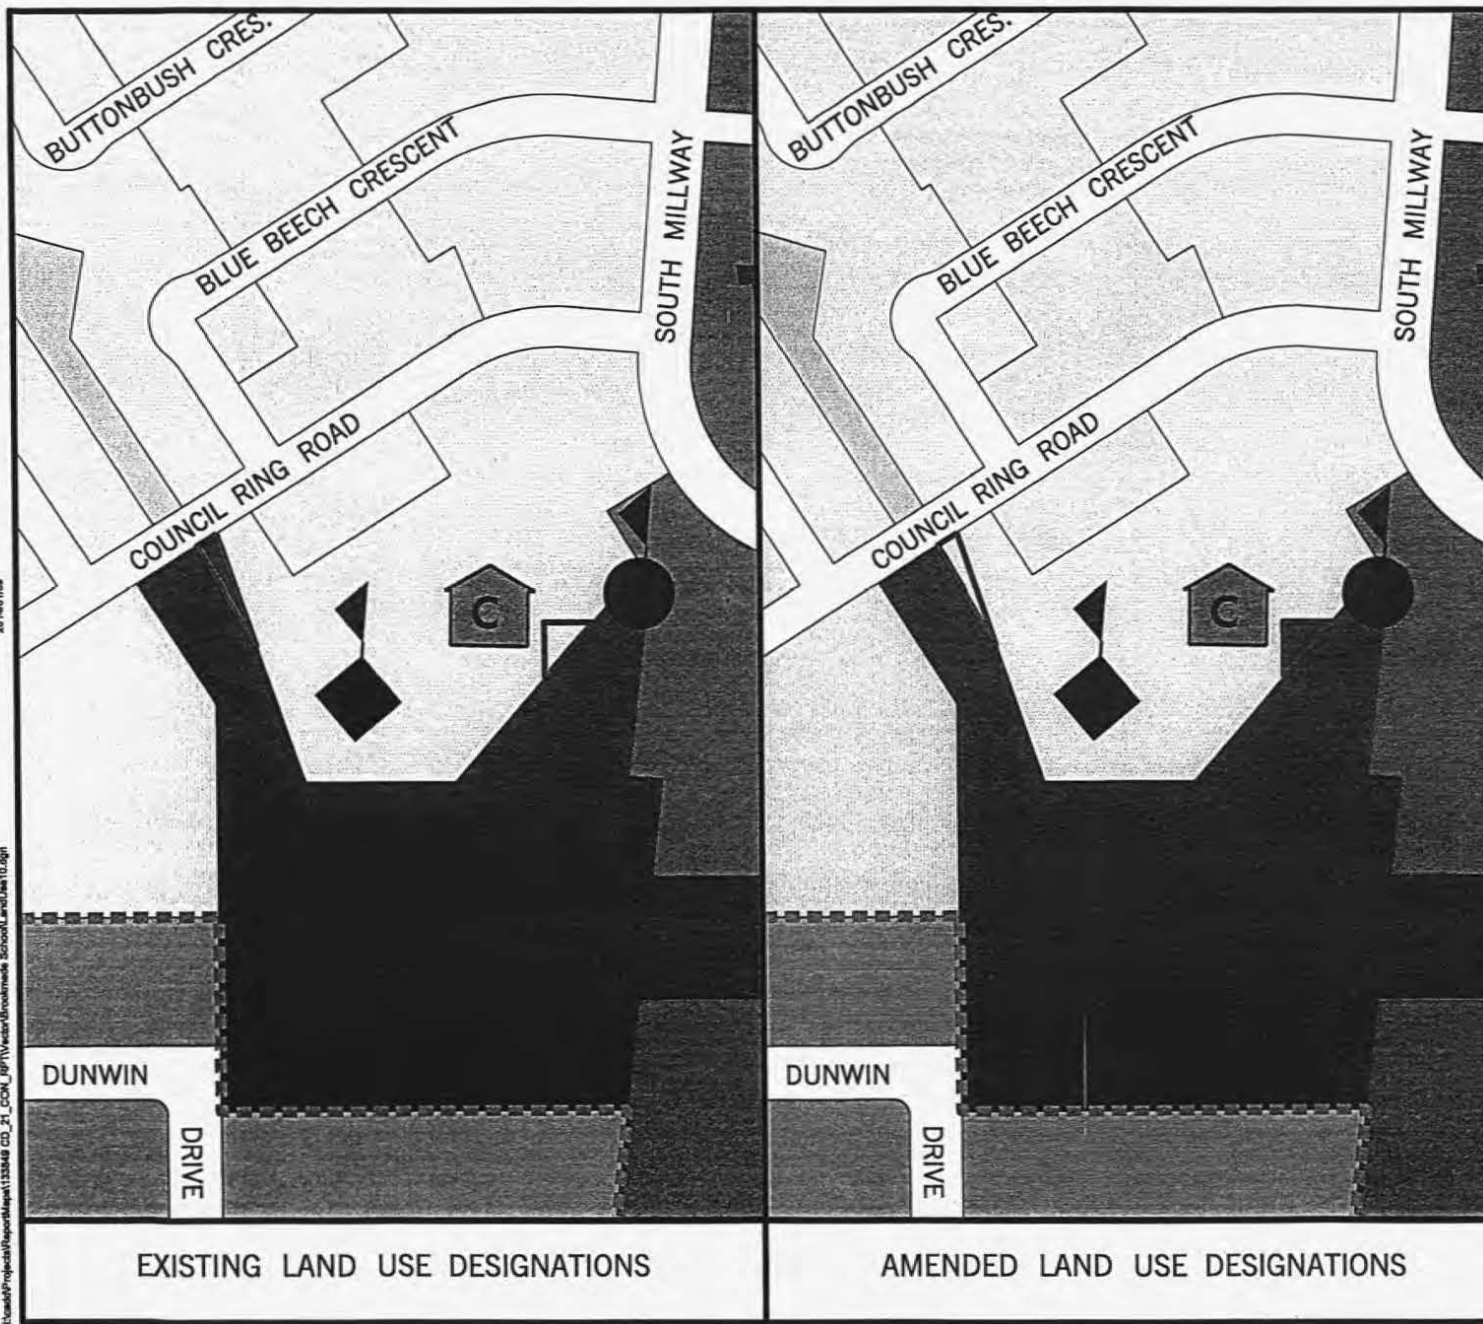 BUTTONBUSH CRES.
BLUE BEECH CRESCENT
SOUTH MILLWAY
COUNCIL RING ROAD
C
DUNWIN
DRIVE
EXISTING LAND USE DESIGNATIONS
BUTTONBUSH CRES.
BLUE BEECH CRESCENT
SOUTH MILLWAY
COUNCIL RING ROAD
C
DUNWIN
DRIVE
AMENDED LAND USE DESIGNATIONS